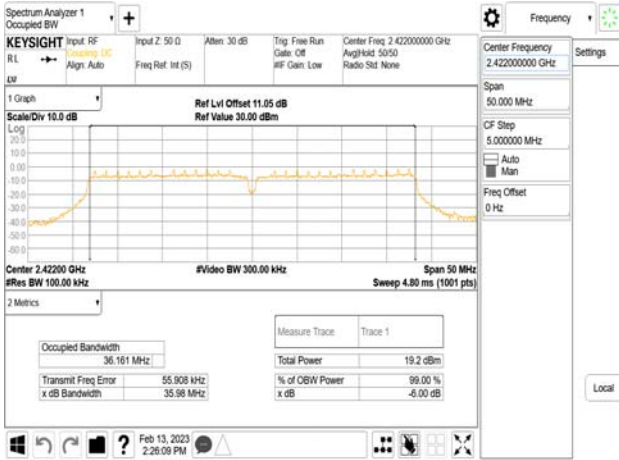 Spectrum Analyzer 1
Occupied BW
Frequency
KEYSIGHT
RL
Input: RF
Coupling: DC
Align: Auto
Input Z: 50 Ω
Freq Ref: Int (S)
Atten: 30 dB
Trig: Free Run
Gate: Off
#IF Gain: Low
Center Freq: 2.422000000 GHz
Avg|Hold: 50/50
Radio Std: None
Center Frequency
2.422000000 GHz
Settings
Span
50.000 MHz
CF Step
5.000000 MHz
Auto
Man
Freq Offset
0 Hz
Local
1 Graph
Scale/Div 10.0 dB
Ref Lvl Offset 11.05 dB
Ref Value 30.00 dBm
Log
20.0
10.0
0.00
-10.0
-20.0
-30.0
-40.0
-50.0
-60.0
Center 2.42200 GHz
#Res BW 100.00 kHz
#Video BW 300.00 kHz
Span 50 MHz
Sweep 4.80 ms (1001 pts)
2 Metrics
Measure Trace
Trace 1
Occupied Bandwidth
36.161 MHz
Total Power
19.2 dBm
Transmit Freq Error
55.908 kHz
% of OBW Power
99.00 %
x dB Bandwidth
35.98 MHz
x dB
-6.00 dB
?
Feb 13, 2023
2:26:09 PM